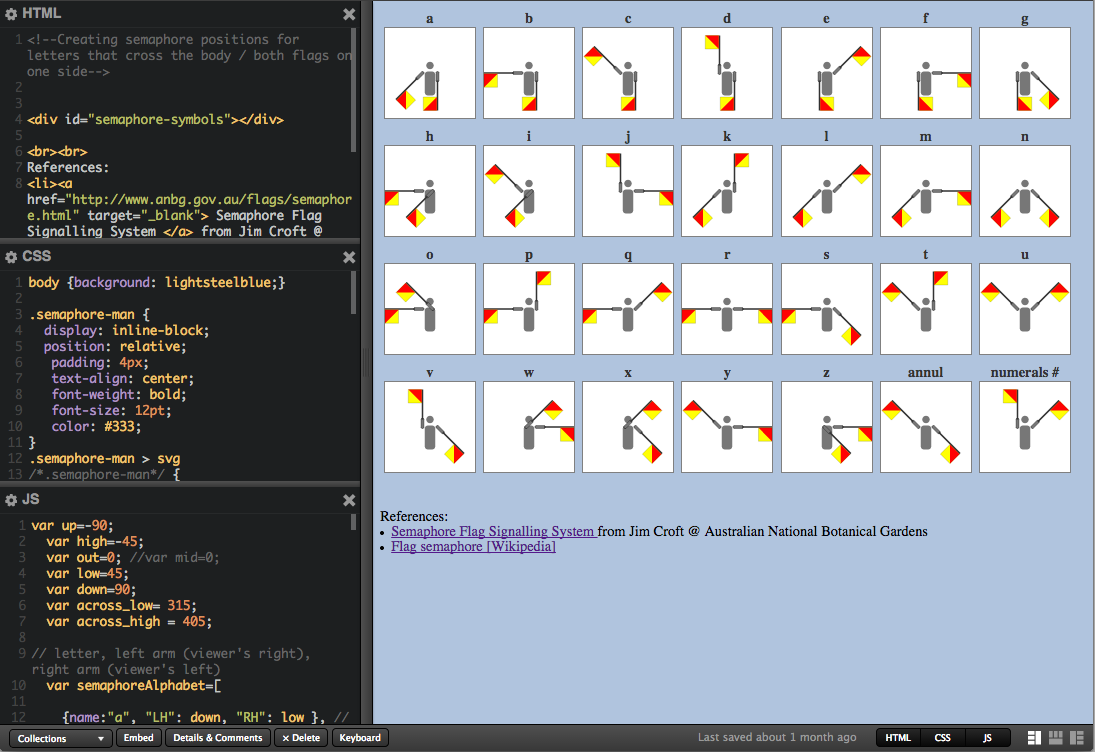 HTML
1 <!--Creating semaphore positions for
letters that cross the body / both flags on
one side-->
2
3
4 <div id="semaphore-symbols"></div>
5
6 <br><br>
7 References:
8 <li><a
href="http://www.anbg.gov.au/flags/semaphor
e.html" target="_blank"> Semaphore Flag
Signalling System </a> from Jim Croft @
CSS
1 body {background: lightsteelblue;}
2
3 .semaphore-man {
4 display: inline-block;
5 position: relative;
6 padding: 4px;
7 text-align: center;
8 font-weight: bold;
9 font-size: 12pt;
10 color: #333;
11 }
12 .semaphore-man > svg
13 /*.semaphore-man*/ {
JS
1 var up=-90;
2 var high=-45;
3 var out=0; //var mid=0;
4 var low=45;
5 var down=90;
6 var across_low= 315;
7 var across_high = 405;
8
9 // letter, left arm (viewer's right),
right arm (viewer's left)
10 var semaphoreAlphabet=[
11
12 {name:"a", "LH": down, "RH": low }, //
a b c d e f g
h i j k l m n
o p q r s t u
v w x y z annul numerals #
References:
• Semaphore Flag Signalling System from Jim Croft @ Australian National Botanical Gardens
• Flag semaphore [Wikipedia]
Collections Embed Details & Comments × Delete Keyboard Last saved about 1 month ago HTML CSS JS